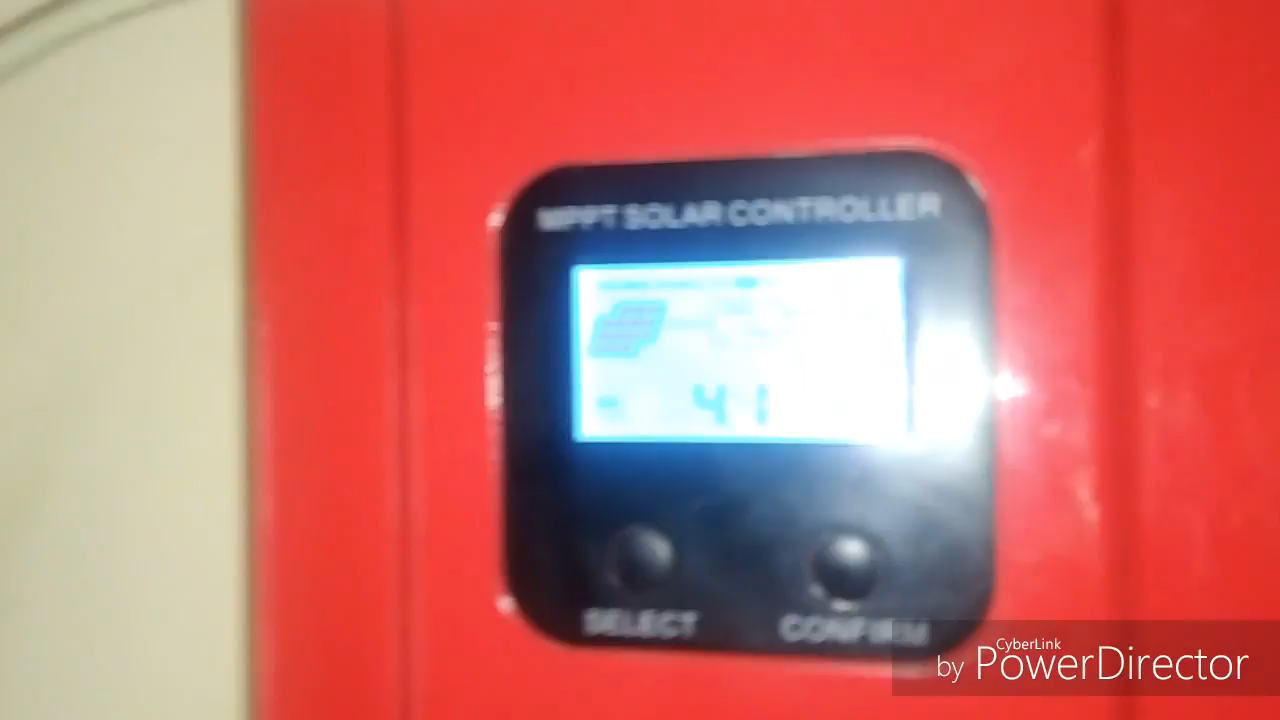 MPPT SOLAR CONTROLLER
41
SELECT
CONFIRM
CyberLink
by PowerDirector